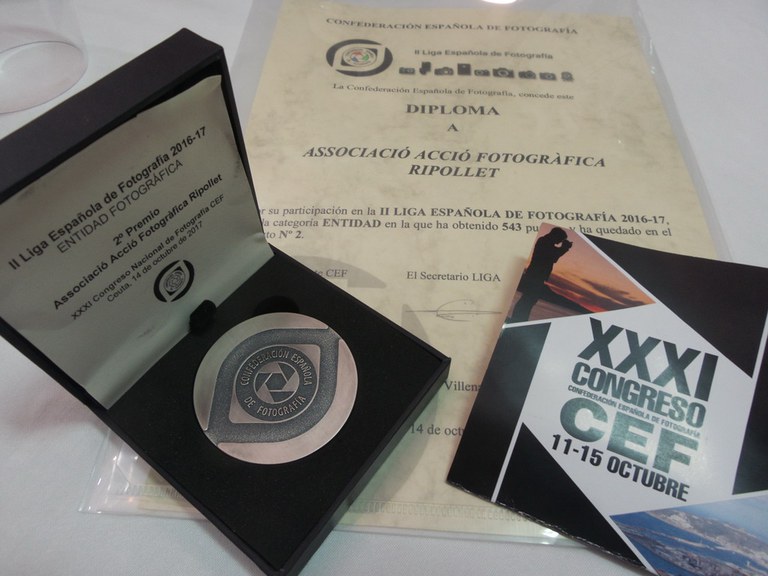 II Liga Española de Fotografía 2016-17
ENTIDAD FOTOGRÁFICA
2º Premio
Associació Acció Fotogràfica Ripollet
XXXI Congreso Nacional de Fotografía CEF
Ceuta, 14 de octubre de 2017
CONFEDERACIÓN ESPAÑOLA
DE FOTOGRAFÍA
CONFEDERACIÓN ESPAÑOLA DE FOTOGRAFÍA
II Liga Española de Fotografía
La Confederación Española de Fotografía, concede este
DIPLOMA
A
ASSOCIACIÓ ACCIÓ FOTOGRÀFICA
RIPOLLET
su participación en la II LIGA ESPAÑOLA DE FOTOGRAFÍA 2016-17,
la categoría ENTIDAD en la que ha obtenido 543 y ha quedado en el
Nº 2.
CEF El Secretario LIGA
14 de
XXXI
CONGRESO
CONFEDERACIÓN ESPAÑOLA DE FOTOGRAFÍA
CEF
11-15 OCTUBRE